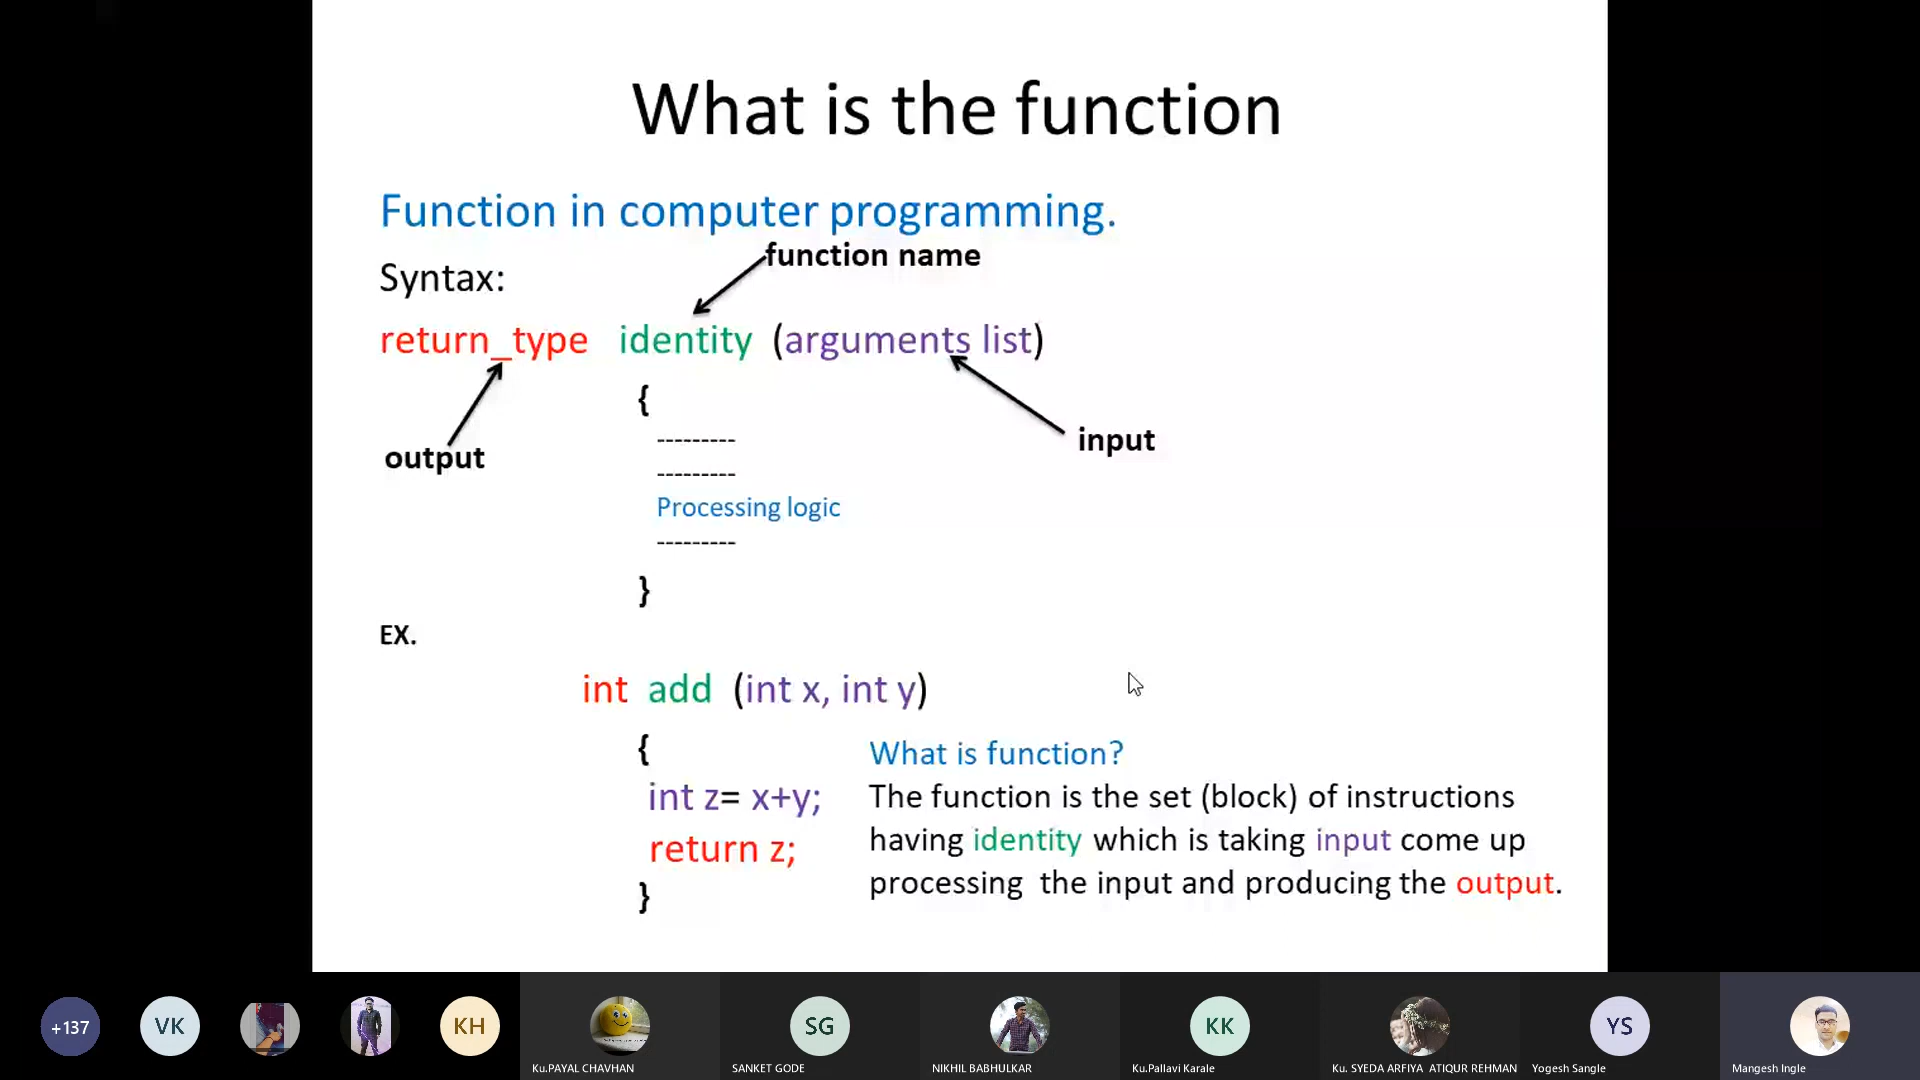 What is the function
Function in computer programming.
function name
Syntax:
return_type identity (arguments list)
{
---------
---------
output
input
Processing logic
---------
}
EX.
int add (int x, int y)
{
int z= x+y;
return z;
}
What is function?
The function is the set (block) of instructions
having identity which is taking input come up
processing the input and producing the output.
+137
VK
KH
SG
KK
YS
Ku.PAYAL CHAVHAN
SANKET GODE
NIKHIL BABHULKAR
Ku.Pallavi Karale
Ku. SYEDA ARFIYA ATIQUR REHMAN
Yogesh Sangle
Mangesh Ingle